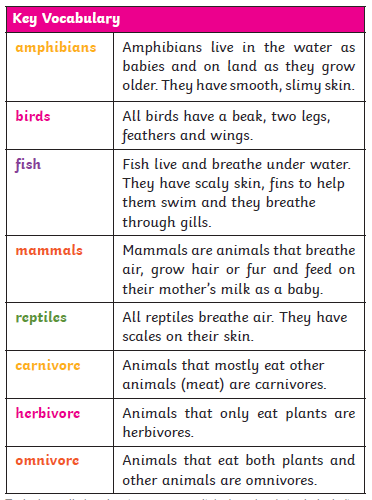 Key Vocabulary
amphibians
Amphibians live in the water as
babies and on land as they grow
older. They have smooth, slimy skin.
birds
All birds have a beak, two legs,
feathers and wings.
fish
Fish live and breathe under water.
They have scaly skin, fins to help
them swim and they breathe
through gills.
mammals
Mammals are animals that breathe
air, grow hair or fur and feed on
their mother's milk as a baby.
reptiles
All reptiles breathe air. They have
scales on their skin.
carnivore
Animals that mostly eat other
animals (meat) are carnivores.
herbivore
Animals that only eat plants are
herbivores.
omnivore
Animals that eat both plants and
other animals are omnivores.